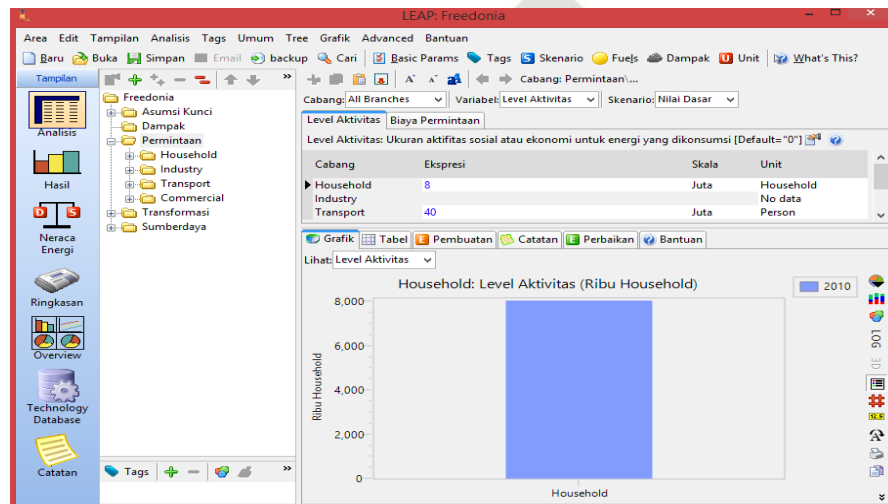 LEAP: Freedonia
Area Edit Tampilan Analisis Tags Umum Tree Grafik Advanced Bantuan
Baru Buka Simpan Email backup Cari Basic Params Tags Skenario Fuels Dampak Unit What's This?
Tampilan
Analisis
Hasil
Neraca
Energi
Ringkasan
Overview
Technology
Database
Catatan
Freedonia
Asumsi Kunci
Dampak
Permintaan
Household
Industry
Transport
Commercial
Transformasi
Sumberdaya
Tags
Cabang: Permintaan\...
Cabang: All Branches Variabel: Level Aktivitas Skenario: Nilai Dasar
Level Aktivitas Biaya Permintaan
Level Aktivitas: Ukuran aktifitas sosial atau ekonomi untuk energi yang dikonsumsi [Default="0"]
Cabang Ekspresi Skala Unit
Household 8 Juta Household
Industry No data
Transport 40 Juta Person
Grafik Tabel Pembuatan Catatan Perbaikan Bantuan
Lihat: Level Aktivitas
Household: Level Aktivitas (Ribu Household)
2010
8,000
6,000
4,000
2,000
0
Ribu Household
Household
LOG
3D
12.5